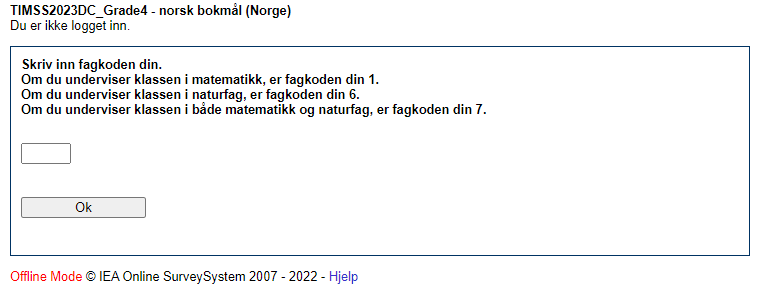 TIMSS2023DC_Grade4 - norsk bokmål (Norge)
Du er ikke logget inn.
Skriv inn fagkoden din.
Om du underviser klassen i matematikk, er fagkoden din 1.
Om du underviser klassen i naturfag, er fagkoden din 6.
Om du underviser klassen i både matematikk og naturfag, er fagkoden din 7.
Ok
Offline Mode © IEA Online SurveySystem 2007 - 2022 - Hjelp